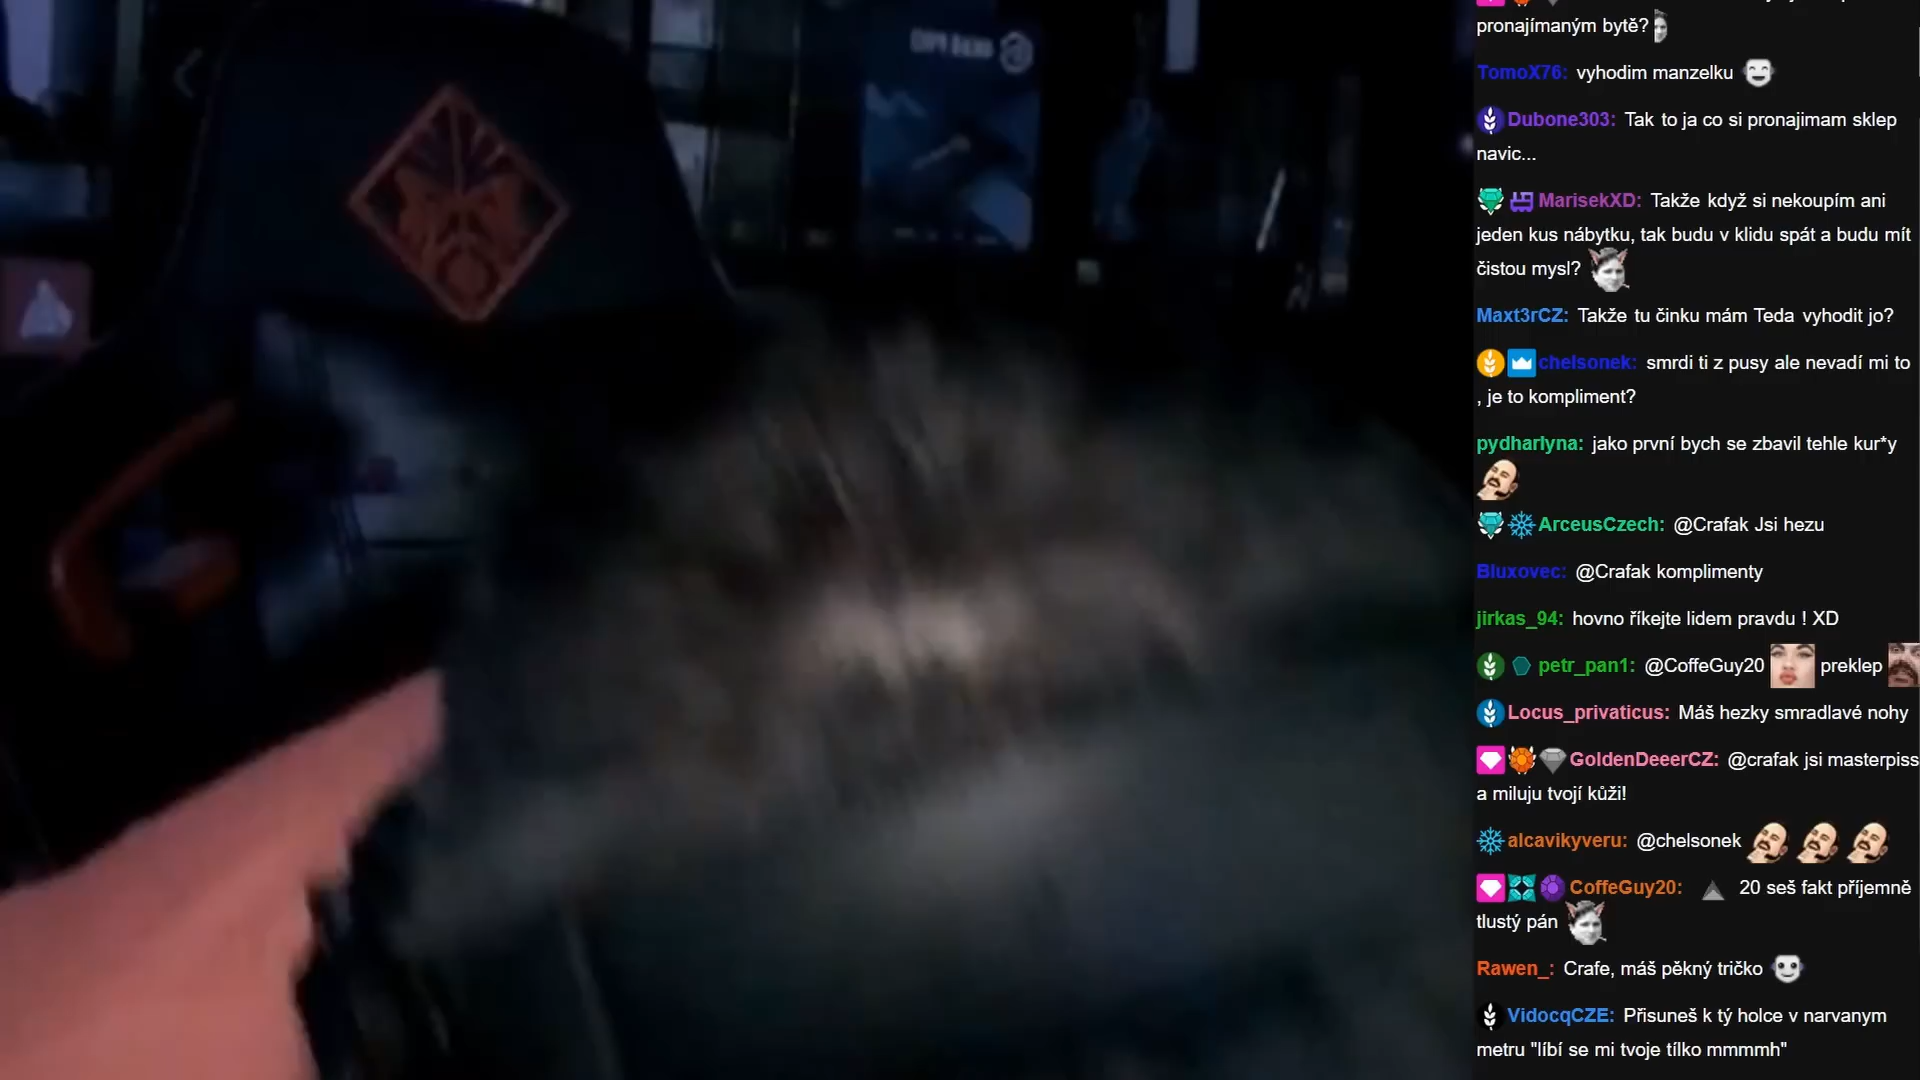 pronajímaným bytě?
TomoX76: vyhodim manzelku
Dubone303: Tak to ja co si pronajimam sklep
navic...
MarisekXD: Takže když si nekoupím ani
jeden kus nábytku, tak budu v klidu spát a budu mít
čistou mysl?
Maxt3rCZ: Takže tu činku mám Teda vyhodit jo?
chelsonek: smrdi ti z pusy ale nevadí mi to
, je to kompliment?
pydharlyna: jako první bych se zbavil tehle kur*y
ArceusCzech: @Crafak Jsi hezu
Bluxovec: @Crafak komplimenty
jirkas_94: hovno říkejte lidem pravdu ! XD
petr_pan1: @CoffeGuy20 preklep
Locus_privaticus: Máš hezky smradlavé nohy
GoldenDeeerCZ: @crafak jsi masterpiss
a miluju tvojí kůži!
alcavikyveru: @chelsonek
CoffeGuy20: 20 seš fakt příjemně
tlustý pán
Rawen_: Crafe, máš pěkný tričko
VidocqCZE: Přisuneš k tý holce v narvanym
metru "líbí se mi tvoje tílko mmmmh"